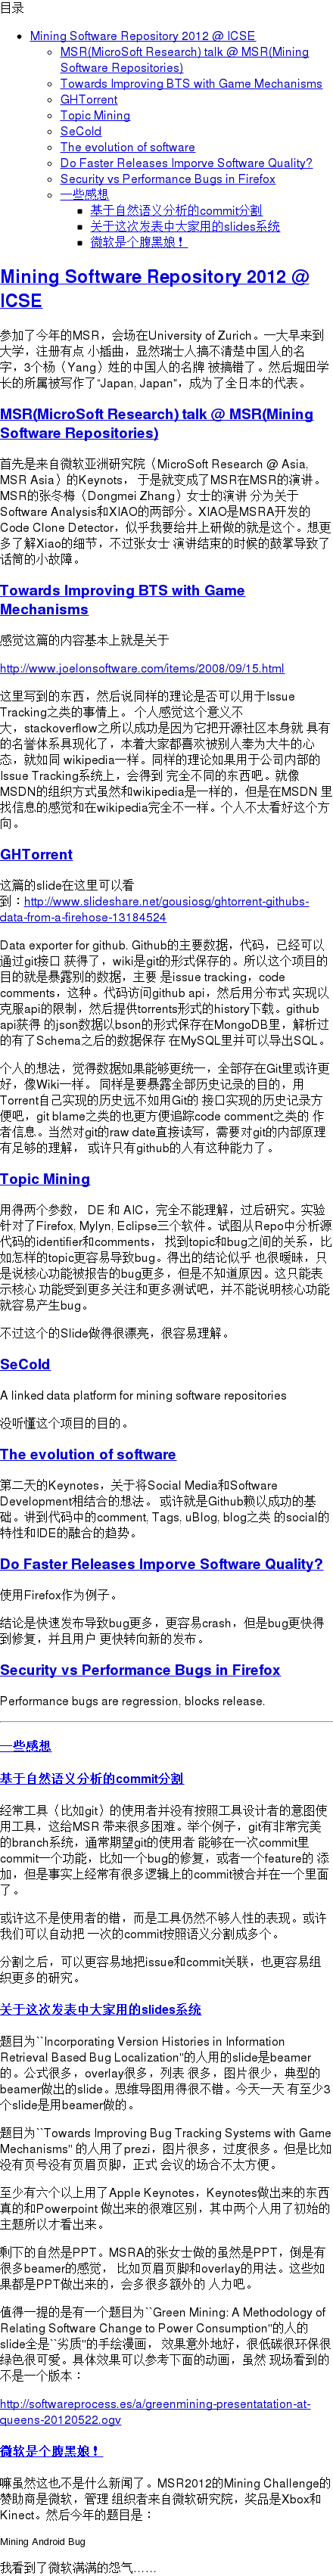 目录
Mining Software Repository 2012 @ ICSE
MSR(MicroSoft Research) talk @ MSR(Mining
Software Repositories)
Towards Improving BTS with Game Mechanisms
GHTorrent
Topic Mining
SeCold
The evolution of software
Do Faster Releases Imporve Software Quality?
Security vs Performance Bugs in Firefox
一些感想
基于自然语义分析的commit分割
关于这次发表中大家用的slides系统
微软是个腹黑娘！
Mining Software Repository 2012 @
ICSE
参加了今年的MSR，会场在University of Zurich。一大早来到
大学，注册有点 小插曲，显然瑞士人搞不清楚中国人的名
字，3个杨（Yang）姓的中国人的名牌 被搞错了。然后堀田学
长的所属被写作了“Japan, Japan”，成为了全日本的代表。
MSR(MicroSoft Research) talk @ MSR(Mining
Software Repositories)
首先是来自微软亚洲研究院（MicroSoft Research @ Asia,
MSR Asia）的Keynots， 于是就变成了MSR在MSR的演讲。
MSR的张冬梅（Dongmei Zhang）女士的演讲 分为关于
Software Analysis和XIAO的两部分。XIAO是MSRA开发的
Code Clone Detector，似乎我要给井上研做的就是这个。想更
多了解Xiao的细节，不过张女士 演讲结束的时候的鼓掌导致了
话筒的小故障。
Towards Improving BTS with Game
Mechanisms
感觉这篇的内容基本上就是关于
http://www.joelonsoftware.com/items/2008/09/15.html
这里写到的东西，然后说同样的理论是否可以用于Issue
Tracking之类的事情上。 个人感觉这个意义不
大，stackoverflow之所以成功是因为它把开源社区本身就 具有
的名誉体系具现化了，本着大家都喜欢被别人奉为大牛的心
态，就如同 wikipedia一样。同样的理论如果用于公司内部的
Issue Tracking系统上，会得到 完全不同的东西吧。就像
MSDN的组织方式虽然和wikipedia是一样的，但是在MSDN 里
找信息的感觉和在wikipedia完全不一样。个人不太看好这个方
向。
GHTorrent
这篇的slide在这里可以看
到：http://www.slideshare.net/gousiosg/ghtorrent-githubs-
data-from-a-firehose-13184524
Data exporter for github. Github的主要数据，代码，已经可以
通过git接口 获得了，wiki是git的形式保存的。所以这个项目的
目的就是暴露别的数据，主要 是issue tracking，code
comments，这种。代码访问github api，然后用分布式 实现以
克服api的限制，然后提供torrents形式的history下载。github
api获得 的json数据以bson的形式保存在MongoDB里，解析过
的有了Schema之后的数据保存 在MySQL里并可以导出SQL。
个人的想法，觉得数据如果能够更统一，全部存在Git里或许更
好，像Wiki一样。 同样是要暴露全部历史记录的目的，用
Torrent自己实现的历史远不如用Git的 接口实现的历史记录方
便吧，git blame之类的也更方便追踪code comment之类的 作
者信息。当然对git的raw date直接读写，需要对git的内部原理
有足够的理解， 或许只有github的人有这种能力了。
Topic Mining
用得两个参数， DE 和 AIC，完全不能理解，过后研究。实验
针对了Firefox, Mylyn, Eclipse三个软件。试图从Repo中分析源
代码的identifier和comments， 找到topic和bug之间的关系，比
如怎样的topic更容易导致bug。得出的结论似乎 也很暧昧，只
是说核心功能被报告的bug更多，但是不知道原因。这只能表
示核心 功能受到更多关注和更多测试吧，并不能说明核心功能
就容易产生bug。
不过这个的Slide做得很漂亮，很容易理解。
SeCold
A linked data platform for mining software repositories
没听懂这个项目的目的。
The evolution of software
第二天的Keynotes，关于将Social Media和Software
Development相结合的想法。 或许就是Github赖以成功的基
础。讲到代码中的comment, Tags, uBlog, blog之类 的social的
特性和IDE的融合的趋势。
Do Faster Releases Imporve Software Quality?
使用Firefox作为例子。
结论是快速发布导致bug更多，更容易crash，但是bug更快得
到修复，并且用户 更快转向新的发布。
Security vs Performance Bugs in Firefox
Performance bugs are regression, blocks release.
一些感想
基于自然语义分析的commit分割
经常工具（比如git）的使用者并没有按照工具设计者的意图使
用工具，这给MSR 带来很多困难。举个例子，git有非常完美
的branch系统，通常期望git的使用者 能够在一次commit里
commit一个功能，比如一个bug的修复，或者一个feature的 添
加，但是事实上经常有很多逻辑上的commit被合并在一个里面
了。
或许这不是使用者的错，而是工具仍然不够人性的表现。或许
我们可以自动把 一次的commit按照语义分割成多个。
分割之后，可以更容易地把issue和commit关联，也更容易组
织更多的研究。
关于这次发表中大家用的slides系统
题目为``Incorporating Version Histories in Information
Retrieval Based Bug Localization''的人用的slide是beamer
的。公式很多，overlay很多，列表 很多，图片很少，典型的
beamer做出的slide。思维导图用得很不错。今天一天 有至少3
个slide是用beamer做的。
题目为``Towards Improving Bug Tracking Systems with Game
Mechanisms'' 的人用了prezi，图片很多，过度很多。但是比如
没有页号没有页眉页脚，正式 会议的场合不太方便。
至少有六个以上用了Apple Keynotes，Keynotes做出来的东西
真的和Powerpoint 做出来的很难区别，其中两个人用了初始的
主题所以才看出来。
剩下的自然是PPT。MSRA的张女士做的虽然是PPT，倒是有
很多beamer的感觉， 比如页眉页脚和overlay的用法。这些如
果都是PPT做出来的，会多很多额外的 人力吧。
值得一提的是有一个题目为``Green Mining: A Methodology of
Relating Software Change to Power Consumption''的人的
slide全是``劣质''的手绘漫画， 效果意外地好，很低碳很环保很
绿色很可爱。具体效果可以参考下面的动画，虽然 现场看到的
不是一个版本：
http://softwareprocess.es/a/greenmining-presentatation-at-
queens-20120522.ogv
微软是个腹黑娘！
嘛虽然这也不是什么新闻了。MSR2012的Mining Challenge的
赞助商是微软，管理 组织者来自微软研究院，奖品是Xbox和
Kinect。然后今年的题目是：
Mining Android Bug
我看到了微软满满的怨气……